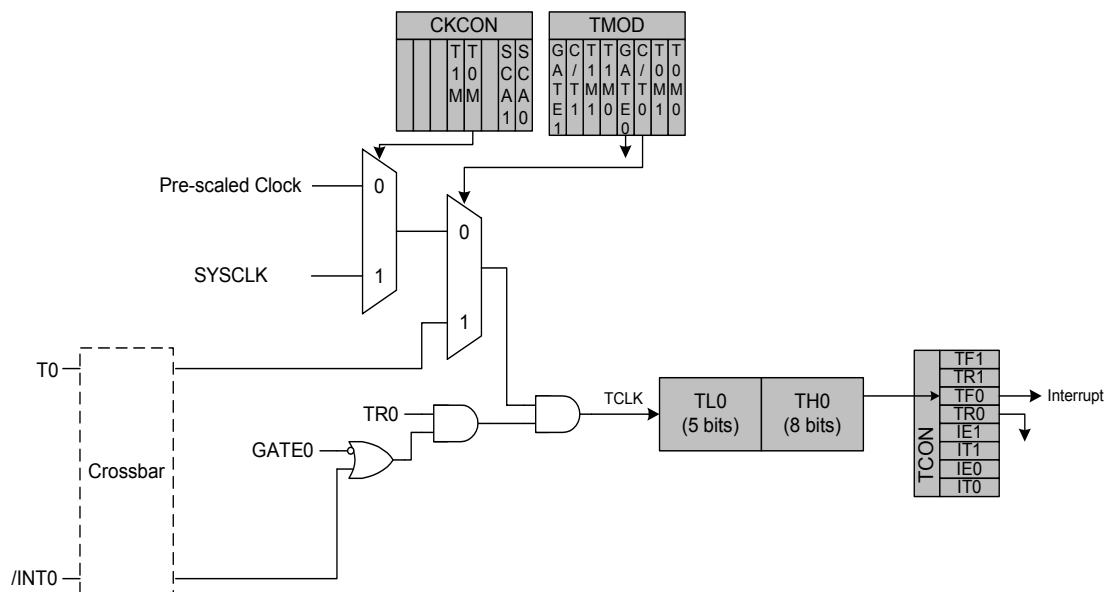 CKCON
T1M
T0M
SCA1
SCA0
TMOD
GATE1
C/T1
T1M1
T1M0
GATE0
C/T0
T0M1
T0M0
Pre-scaled Clock
0
SYSCLK
1
0
1
T0
Crossbar
/INT0
TR0
GATE0
TCLK
TL0
(5 bits)
TH0
(8 bits)
TCON
TF1
TR1
TF0
TR0
IE1
IT1
IE0
IT0
Interrupt